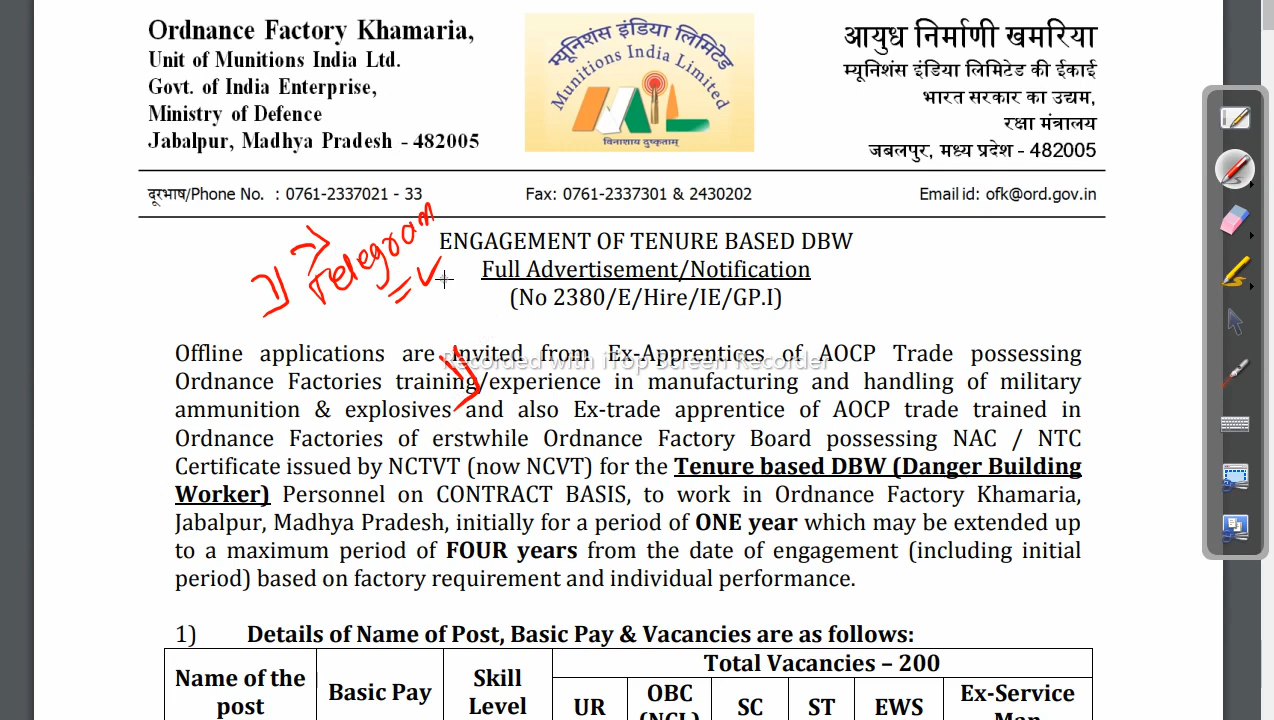 Ordnance Factory Khamaria,
Unit of Munitions India Ltd.
Govt. of India Enterprise,
Ministry of Defence
Jabalpur, Madhya Pradesh - 482005
म्यूनिशंस इंडिया लिमिटेड
Munitions India Limited
MIL
विनाशाय दुष्कृताम्
आयुध निर्माणी खमरिया
म्यूनिशंस इंडिया लिमिटेड की ईकाई
भारत सरकार का उद्यम,
रक्षा मंत्रालय
जबलपुर, मध्य प्रदेश - 482005
दूरभाष/Phone No. : 0761-2337021 - 33 Fax: 0761-2337301 & 2430202 Email id: ofk@ord.gov.in
Telegram
ENGAGEMENT OF TENURE BASED DBW
Full Advertisement/Notification
(No 2380/E/Hire/IE/GP.I)
Offline applications are invited from Ex-Apprentices of AOCP Trade possessing
Recorded with iTop Screen Recorder
Ordnance Factories training/experience in manufacturing and handling of military
ammunition & explosives and also Ex-trade apprentice of AOCP trade trained in
Ordnance Factories of erstwhile Ordnance Factory Board possessing NAC / NTC
Certificate issued by NCTVT (now NCVT) for the Tenure based DBW (Danger Building
Worker) Personnel on CONTRACT BASIS, to work in Ordnance Factory Khamaria,
Jabalpur, Madhya Pradesh, initially for a period of ONE year which may be extended up
to a maximum period of FOUR years from the date of engagement (including initial
period) based on factory requirement and individual performance.
1) Details of Name of Post, Basic Pay & Vacancies are as follows:
Name of the post
Basic Pay
Skill Level
Total Vacancies – 200
UR
OBC (NCL)
SC
ST
EWS
Ex-Service Man